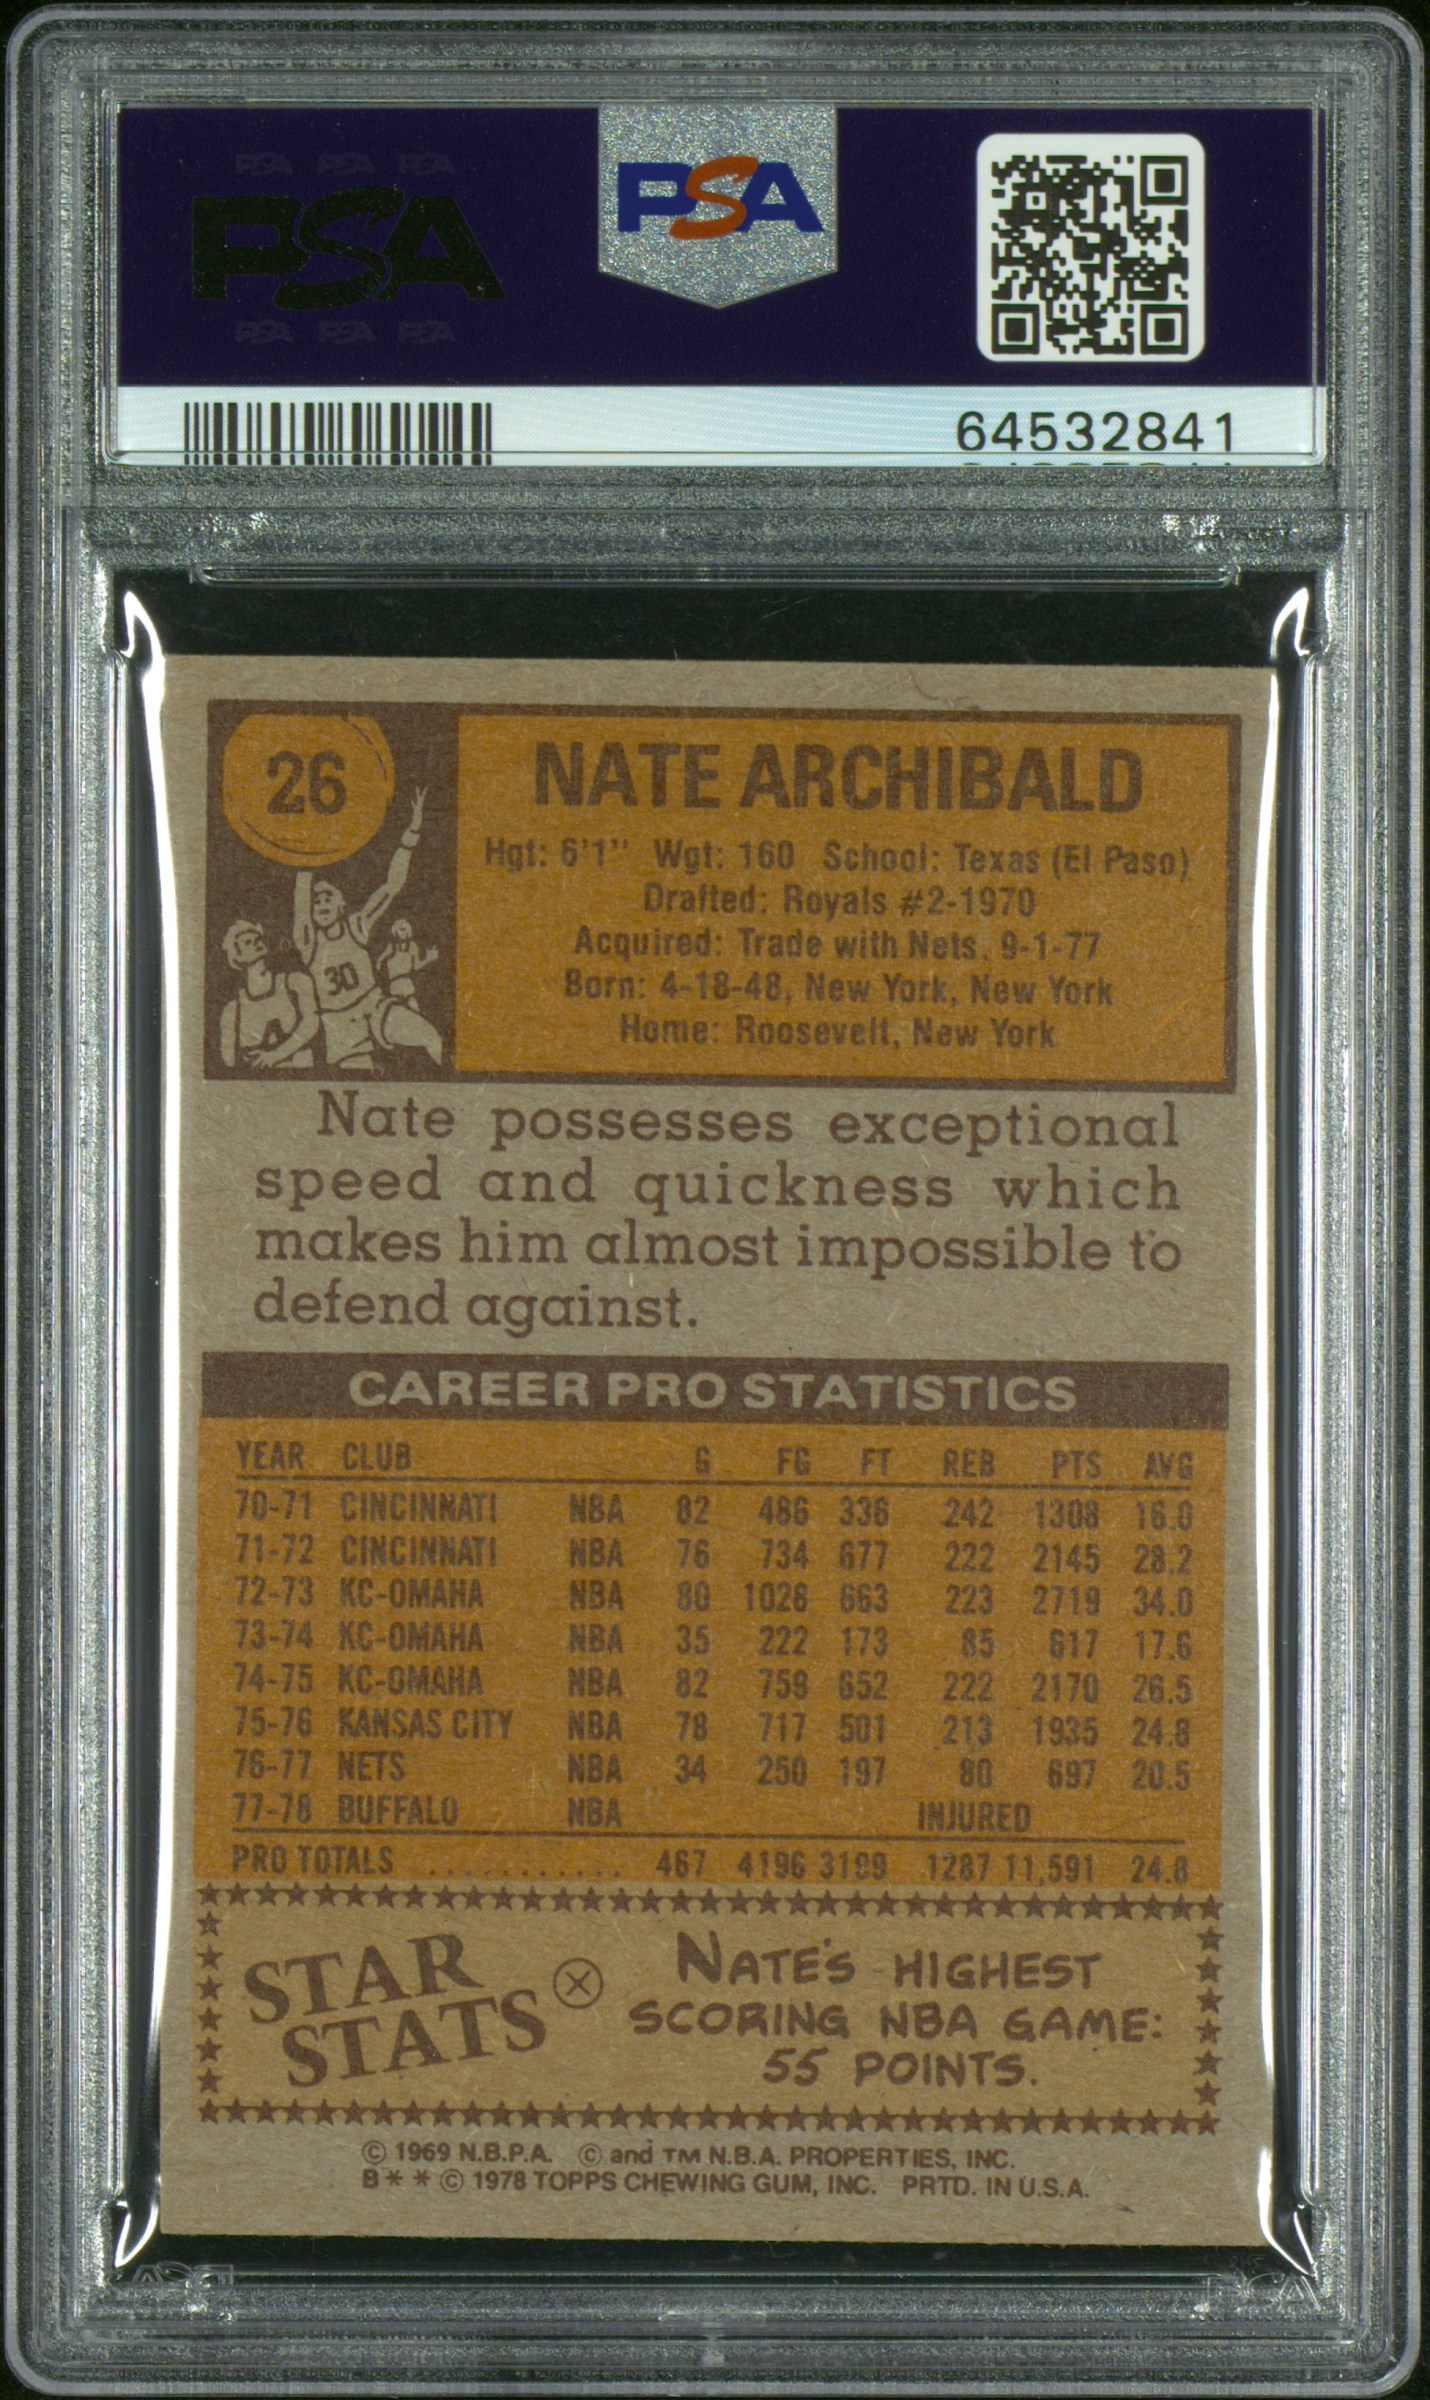 PSA PSA PSA
PSA
PSA PSA PSA
PSA
64532841
26
30
NATE ARCHIBALD
Hgt: 6'1" Wgt: 160 School: Texas (El Paso)
Drafted: Royals #2-1970
Acquired: Trade with Nets, 9-1-77
Born: 4-18-48, New York, New York
Home: Roosevelt, New York
Nate possesses exceptional
speed and quickness which
makes him almost impossible to
defend against.
CAREER PRO STATISTICS
YEAR CLUB G FG FT REB PTS AVG
70-71 CINCINNATI NBA 82 486 336 242 1308 16.0
71-72 CINCINNATI NBA 76 734 677 222 2145 28.2
72-73 KC-OMAHA NBA 80 1028 663 223 2719 34.0
73-74 KC-OMAHA NBA 35 222 173 85 617 17.6
74-75 KC-OMAHA NBA 82 759 652 222 2170 26.5
75-76 KANSAS CITY NBA 78 717 501 213 1935 24.8
76-77 NETS NBA 34 250 197 80 697 20.5
77-78 BUFFALO NBA INJURED
PRO TOTALS ........... 467 4196 3199 1287 11,591 24.8
STAR
STATS
NATE'S HIGHEST
SCORING NBA GAME:
55 POINTS.
© 1969 N.B.P.A. © and TM N.B.A. PROPERTIES, INC.
B * * © 1978 TOPPS CHEWING GUM, INC. PRTD. IN U.S.A.
PSA
PSA